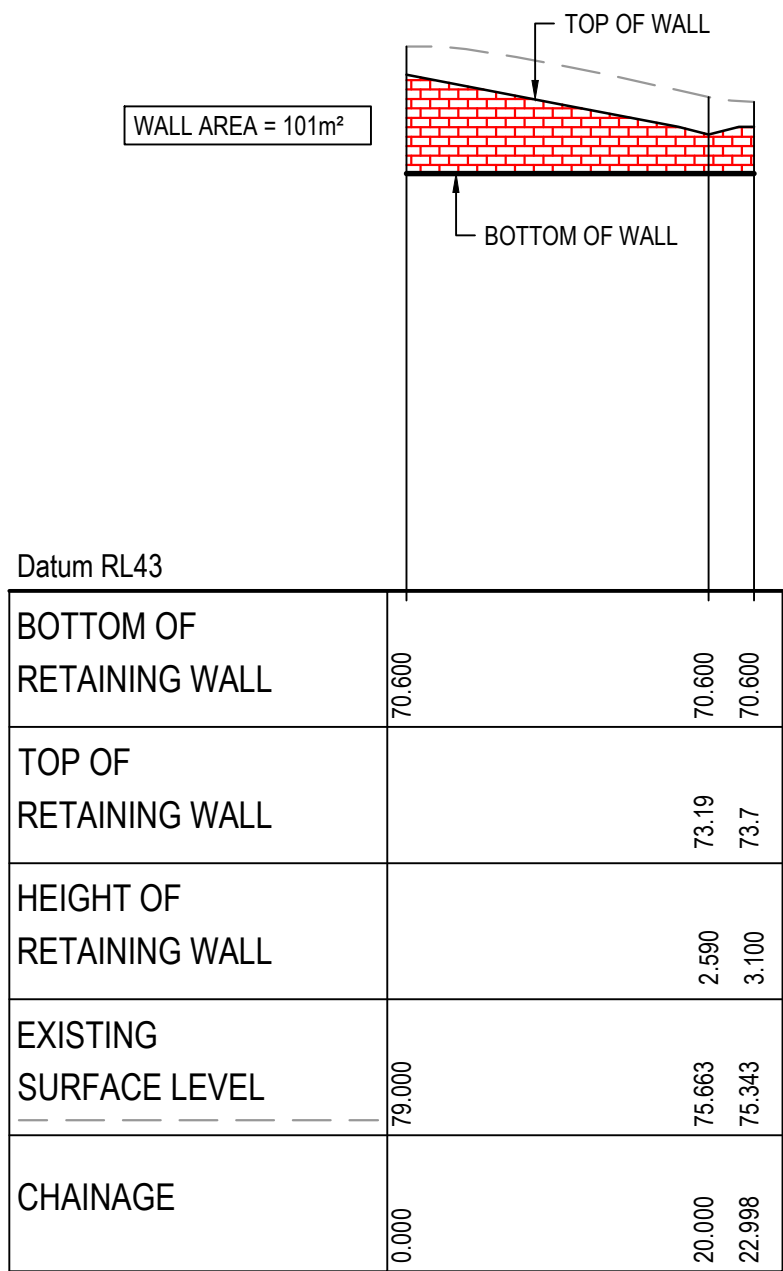 TOP OF WALL
WALL AREA = 101m²
BOTTOM OF WALL
Datum RL43
BOTTOM OF
RETAINING WALL
70.600
70.600
70.600
TOP OF
RETAINING WALL
73.19
73.7
HEIGHT OF
RETAINING WALL
2.590
3.100
EXISTING
SURFACE LEVEL
79.000
75.663
75.343
CHAINAGE
0.000
20.000
22.998